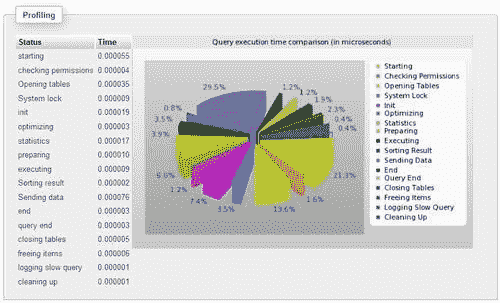 Profiling
Status Time
starting 0.000055
checking permissions 0.000004
Opening tables 0.000035
System lock 0.000009
init 0.000019
optimizing 0.000003
statistics 0.000017
preparing 0.000010
executing 0.000009
Sorting result 0.000002
Sending data 0.000076
end 0.000003
query end 0.000003
closing tables 0.000005
freeing items 0.000006
logging slow query 0.000001
cleaning up 0.000001
Query execution time comparison (in microseconds)
29.5%
1.2%
1.2%
1.9%
2.3%
0.4%
0.4%
0.8%
3.5%
3.9%
6.6%
1.2%
7.4%
3.5%
13.6%
1.6%
21.3%
Starting
Checking Permissions
Opening Tables
System Lock
Init
Optimizing
Statistics
Preparing
Executing
Sorting Result
Sending Data
End
Query End
Closing Tables
Freeing Items
Logging Slow Query
Cleaning Up